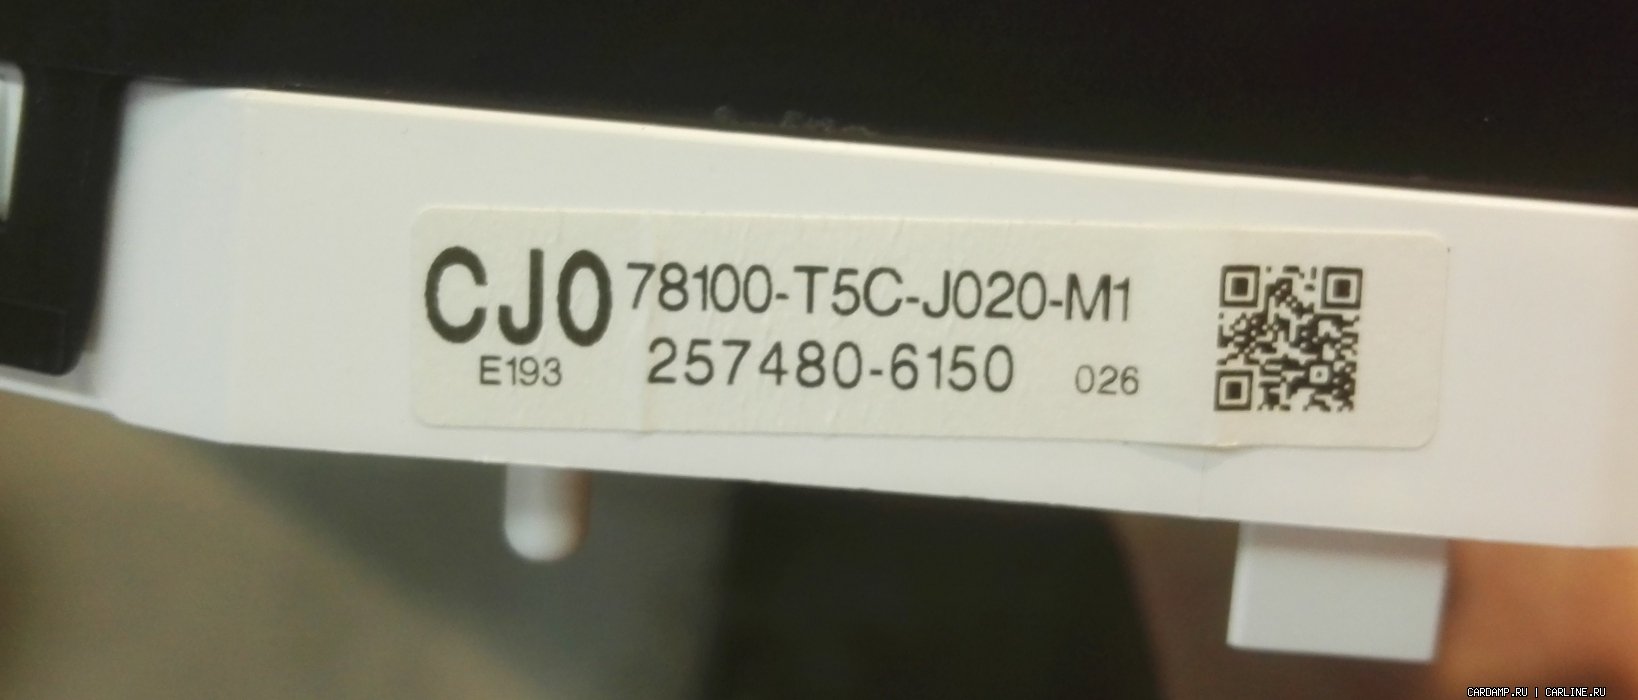 CJ0 78100-T5C-J020-M1
E193 257480-6150 026
CARDAMP.RU | CARLINE.RU